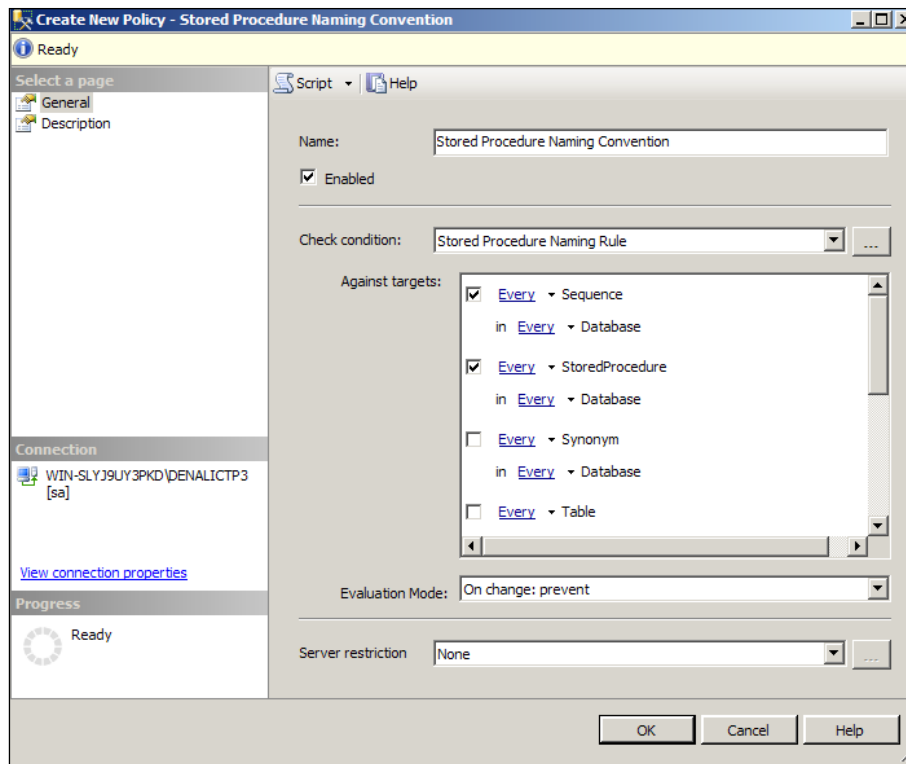 Create New Policy - Stored Procedure Naming Convention
Ready
Select a page
General
Description
Script
Help
Name:
Stored Procedure Naming Convention
Enabled
Check condition:
Stored Procedure Naming Rule
...
Against targets:
Every Sequence
in Every Database
Every StoredProcedure
in Every Database
Every Synonym
in Every Database
Every Table
Connection
WIN-SLYJ9UY3PKD\DENALICTP3
[sa]
View connection properties
Evaluation Mode:
On change: prevent
Progress
Ready
Server restriction
None
...
OK
Cancel
Help